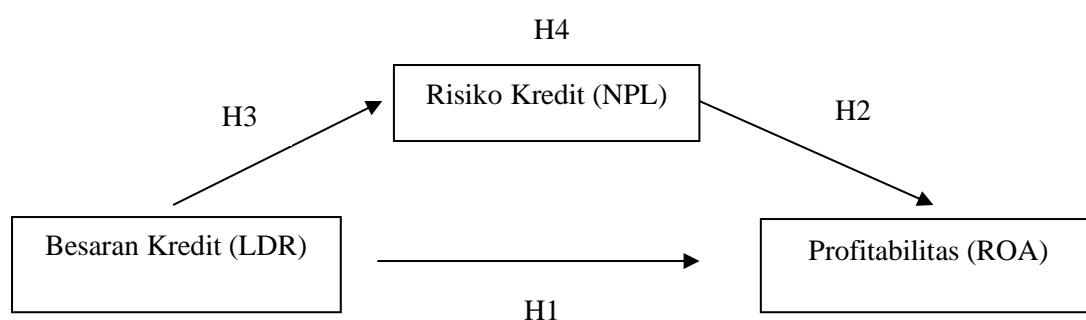 H4
Risiko Kredit (NPL)
H3
H2
Besaran Kredit (LDR)
Profitabilitas (ROA)
H1